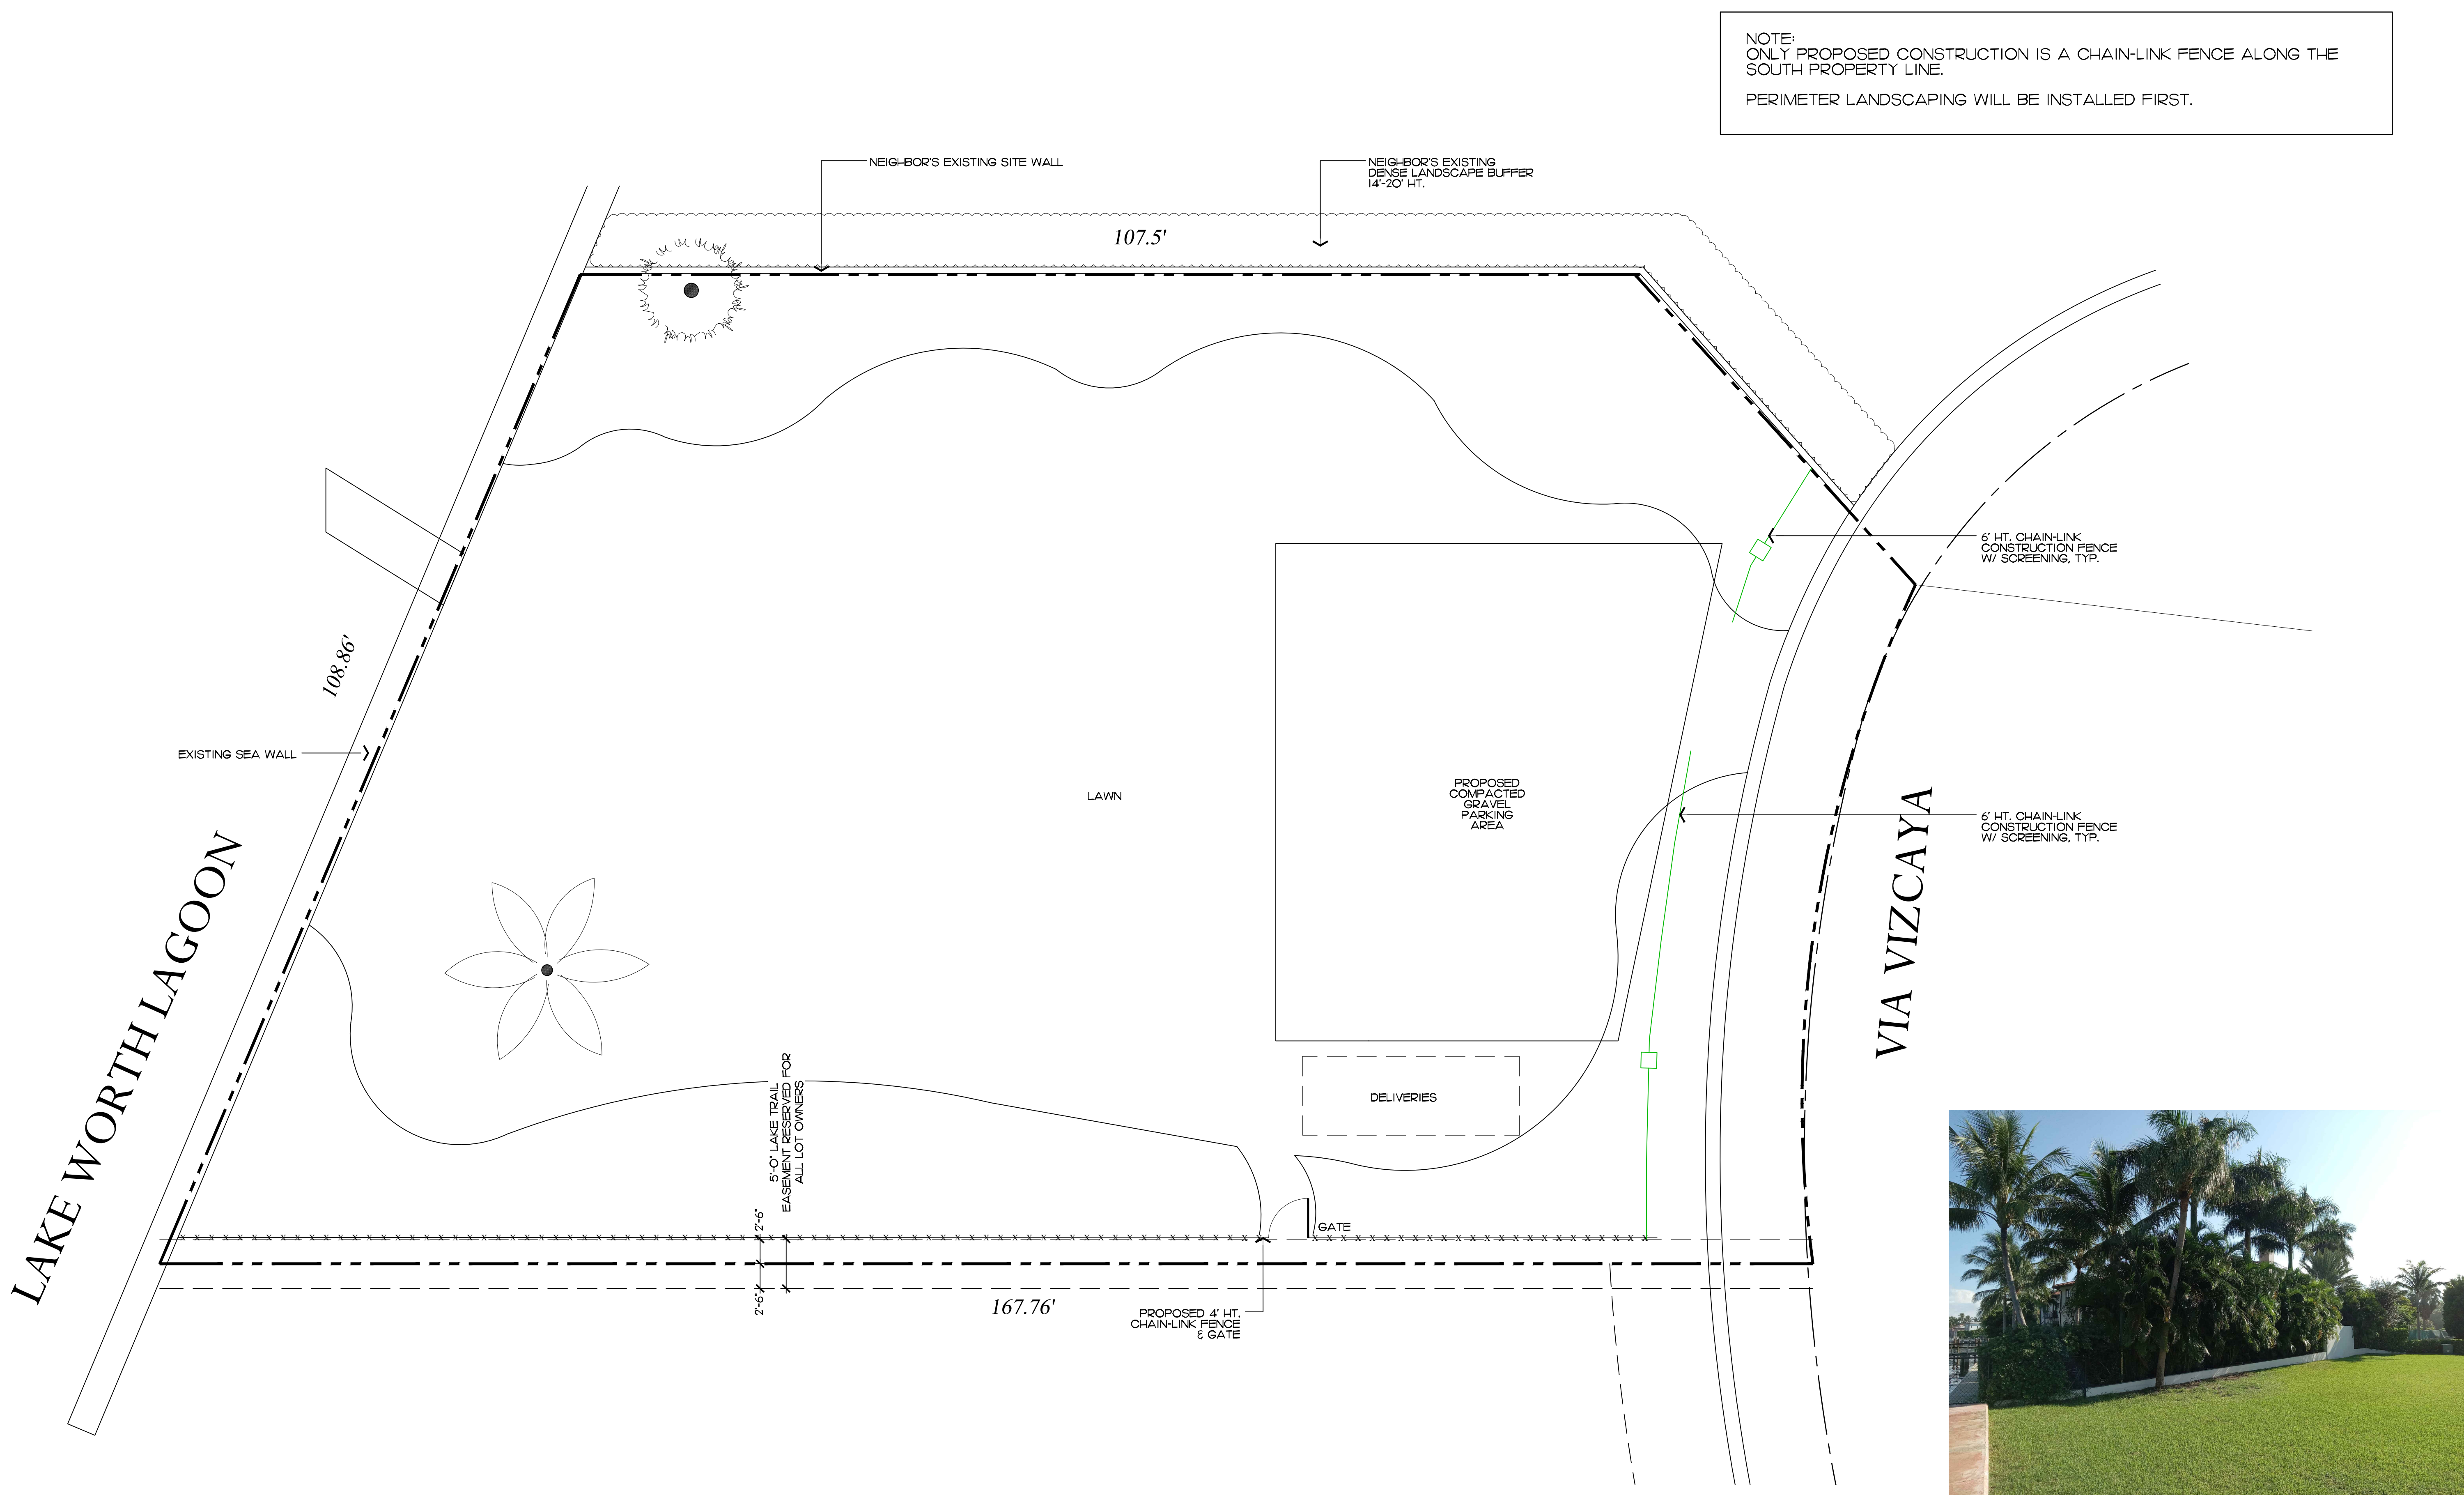 NOTE:
ONLY PROPOSED CONSTRUCTION IS A CHAIN-LINK FENCE ALONG THE
SOUTH PROPERTY LINE.
PERIMETER LANDSCAPING WILL BE INSTALLED FIRST.
NEIGHBOR'S EXISTING SITE WALL
NEIGHBOR'S EXISTING
DENSE LANDSCAPE BUFFER
14'-20' HT.
107.5'
6' HT. CHAIN-LINK
CONSTRUCTION FENCE
W/ SCREENING, TYP.
108.86'
EXISTING SEA WALL
LAWN
PROPOSED
COMPACTED
GRAVEL
PARKING
AREA
6' HT. CHAIN-LINK
CONSTRUCTION FENCE
W/ SCREENING, TYP.
LAKE WORTH LAGOON
VIA VIZCAYA
DELIVERIES
5'-0" LAKE TRAIL
EASEMENT RESERVED FOR
ALL LOT OWNERS
2'-6"
2'-6"
GATE
167.76'
PROPOSED 4' HT.
CHAIN-LINK FENCE
& GATE